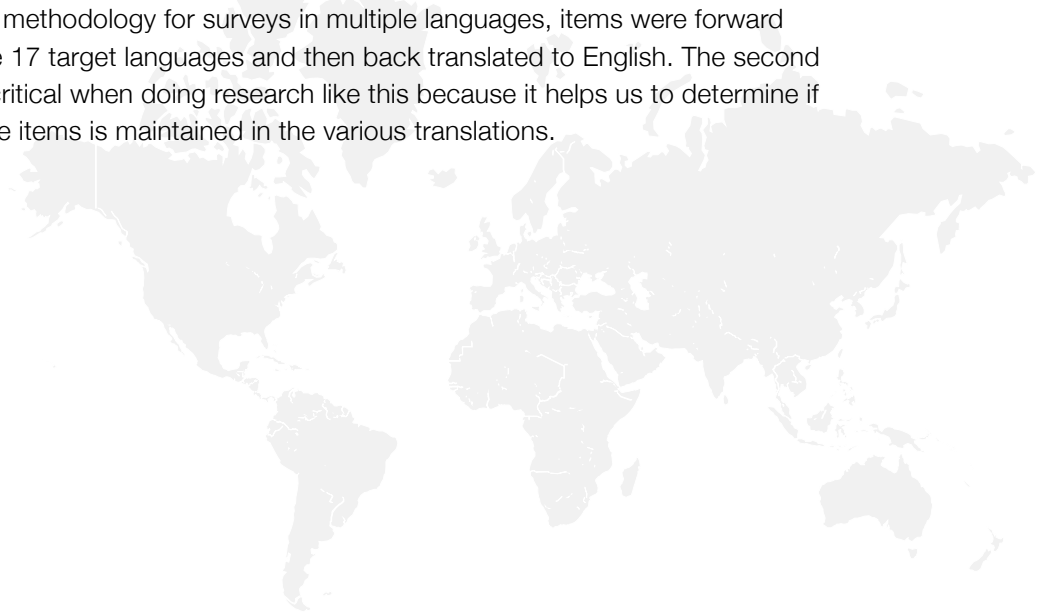 methodology for surveys in multiple languages, items were forward
17 target languages and then back translated to English. The second
critical when doing research like this because it helps us to determine if
items is maintained in the various translations.